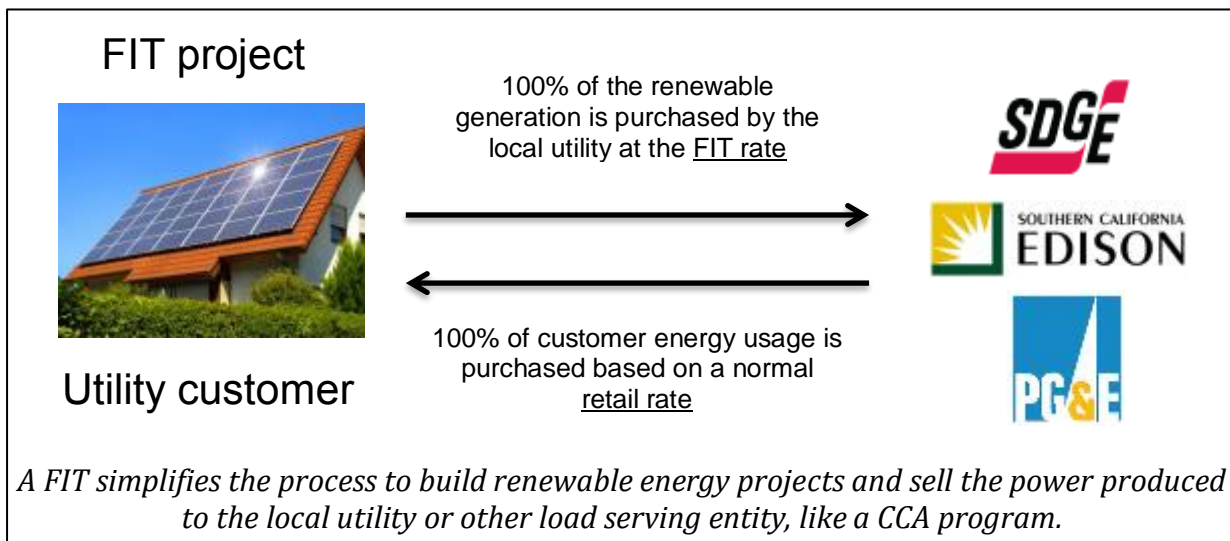 FIT project
100% of the renewable
generation is purchased by the
local utility at the FIT rate
SDGE
SOUTHERN CALIFORNIA
EDISON
100% of customer energy usage is
purchased based on a normal
retail rate
Utility customer
PG&E
A FIT simplifies the process to build renewable energy projects and sell the power produced
to the local utility or other load serving entity, like a CCA program.